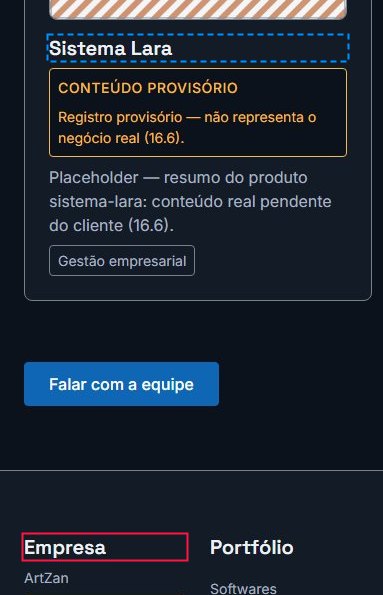 Sistema Lara
CONTEÚDO PROVISÓRIO
Registro provisório — não representa o
negócio real (16.6).
Placeholder — resumo do produto
sistema-lara: conteúdo real pendente
do cliente (16.6).
Gestão empresarial
Falar com a equipe
Empresa
ArtZan
Portfólio
Softwares